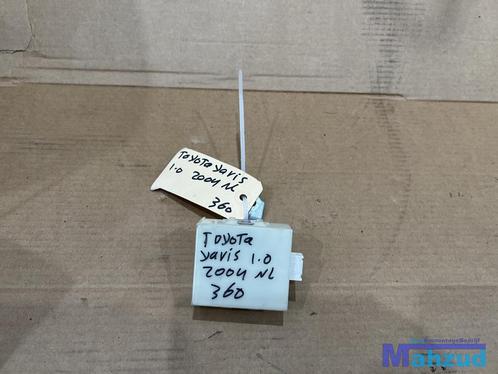 Toyota Yaris
1.0 2004 NL
360
Toyota
Yaris 1.0
2004 NL
360
Mahzud